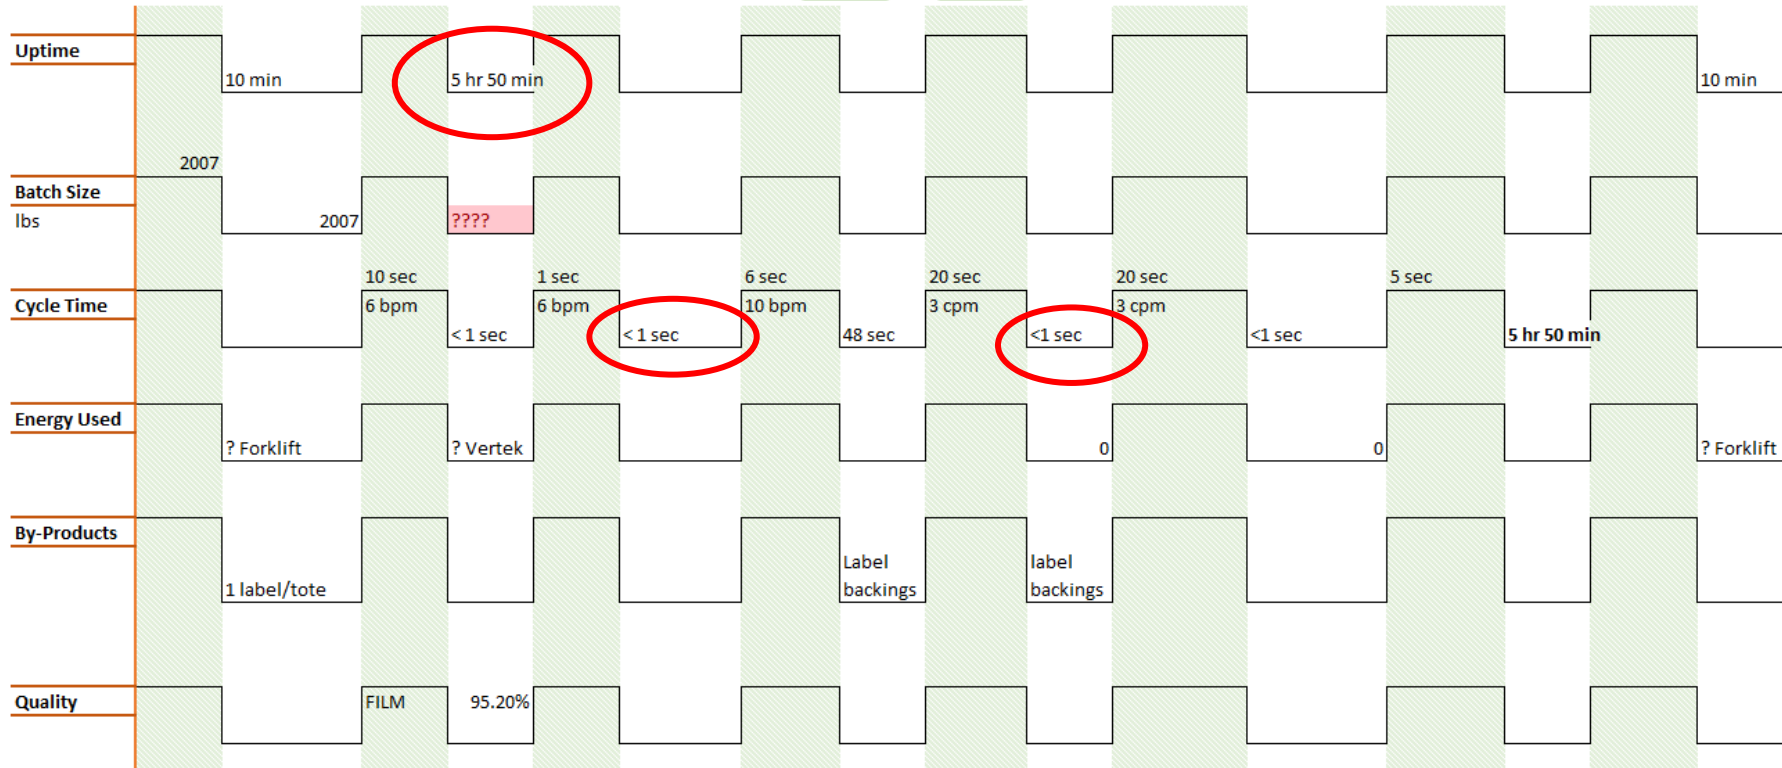 Uptime
10 min
5 hr 50 min
10 min
2007
Batch Size
lbs
2007
????
10 sec
1 sec
6 sec
20 sec
20 sec
5 sec
Cycle Time
6 bpm
6 bpm
10 bpm
3 cpm
3 cpm
< 1 sec
< 1 sec
48 sec
<1 sec
<1 sec
5 hr 50 min
Energy Used
? Forklift
? Vertek
0
0
? Forklift
By-Products
1 label/tote
Label
backings
label
backings
Quality
FILM
95.20%